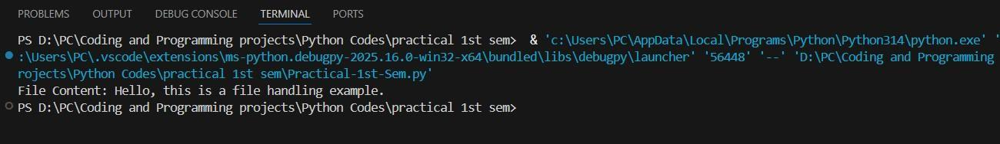 PROBLEMS OUTPUT DEBUG CONSOLE TERMINAL PORTS
PS D:\PC\Coding and Programming projects\Python Codes\practical 1st sem>  & 'c:\Users\PC\AppData\Local\Programs\Python\Python314\python.exe' '
:\Users\PC\.vscode\extensions\ms-python.debugpy-2025.16.0-win32-x64\bundled\libs\debugpy\launcher' '56448' '--' 'D:\PC\Coding and Programming
rojects\Python Codes\practical 1st sem\Practical-1st-Sem.py'
File Content: Hello, this is a file handling example.
PS D:\PC\Coding and Programming projects\Python Codes\practical 1st sem>